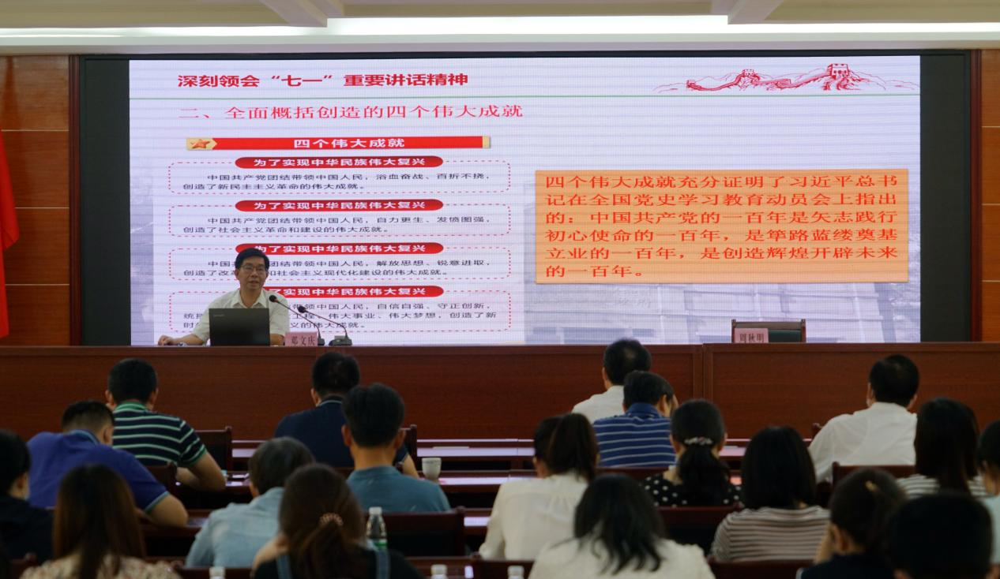 深刻领会“七一”重要讲话精神
二、全面概括创造的四个伟大成就
四个伟大成就
为了实现中华民族伟大复兴
中国共产党团结带领中国人民，浴血奋战、百折不挠，
创造了新民主主义革命的伟大成就。
为了实现中华民族伟大复兴
中国共产党团结带领中国人民，自力更生、发愤图强，
创造了社会主义革命和建设的伟大成就。
为了实现中华民族伟大复兴
中国共 团结带领中国人民，解放思想、锐意进取，
创造了改 和社会主义现代化建设的伟大成就。
实现中华民族伟大复兴
带领中国人民，自信自强、守正创新，
统 工程、伟大事业、伟大梦想，创造了新
时 义的伟大成就。
四个伟大成就充分证明了习近平总书
记在全国党史学习教育动员会上指出
的：中国共产党的一百年是矢志践行
初心使命的一百年，是筚路蓝缕奠基
立业的一百年，是创造辉煌开辟未来
的一百年。
邓文庆
周秋明